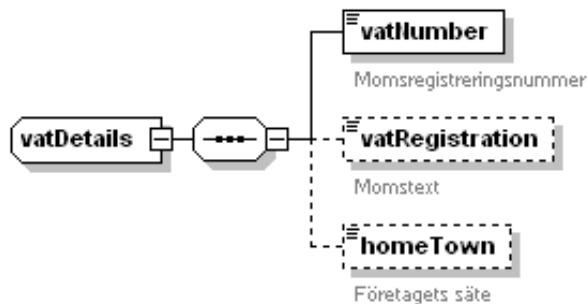 vatNumber
Momsregistreringsnummer
vatDetails
vatRegistration
Momstext
homeTown
Företagets säte